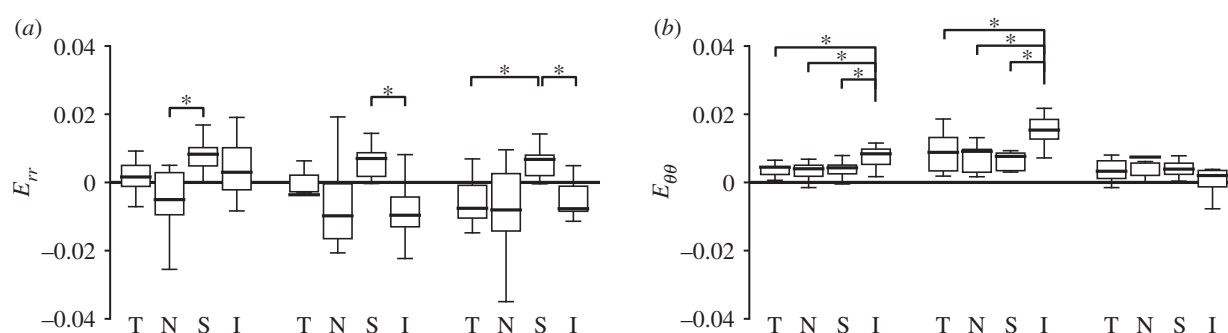 (a)
0.04
0.02
0
–0.02
–0.04
E_rr
* * * *
T N S I T N S I T N S I
(b)
0.04
0.02
0
–0.02
–0.04
E_θθ
* * * * * *
T N S I T N S I T N S I